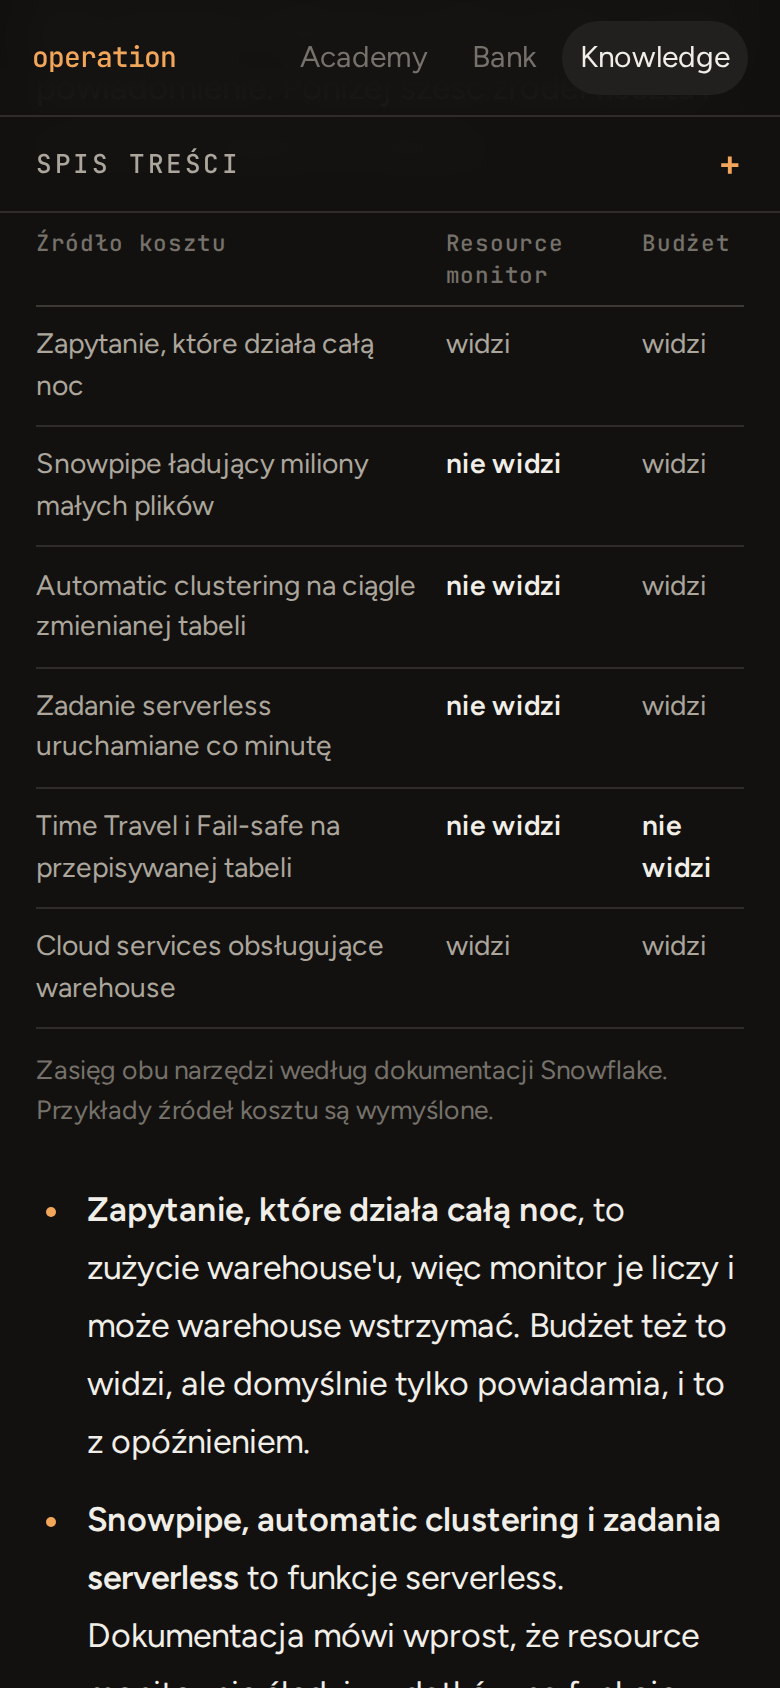 operation
Academy
Bank
Knowledge
SPIS TREŚCI
+
Źródło kosztu
Resource
monitor
Budżet
Zapytanie, które działa całą
noc
widzi
widzi
Snowpipe ładujący miliony
małych plików
nie widzi
widzi
Automatic clustering na ciągle
zmienianej tabeli
nie widzi
widzi
Zadanie serverless
uruchamiane co minutę
nie widzi
widzi
Time Travel i Fail-safe na
przepisywanej tabeli
nie widzi
nie
widzi
Cloud services obsługujące
warehouse
widzi
widzi
Zasięg obu narzędzi według dokumentacji Snowflake.
Przykłady źródeł kosztu są wymyślone.
• Zapytanie, które działa całą noc, to
zużycie warehouse'u, więc monitor je liczy i
może warehouse wstrzymać. Budżet też to
widzi, ale domyślnie tylko powiadamia, i to
z opóźnieniem.
• Snowpipe, automatic clustering i zadania
serverless to funkcje serverless.
Dokumentacja mówi wprost, że resource